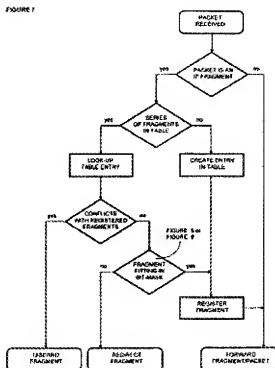 FIGURE 7
PACKET
RECEIVED
PACKET IS AN
IP FRAGMENT
yes
no
SERIES
OF FRAGMENTS
IN TABLE
yes
no
LOOK-UP
TABLE ENTRY
CREATE ENTRY
IN TABLE
CONFLICTS
WITH REGISTERED
FRAGMENTS
yes
no
FIGURE 5 or
FIGURE 6
FRAGMENT
FITTING IN
BIT-MASK
no
yes
REGISTER
FRAGMENT
DISCARD
FRAGMENT
REDIRECT
FRAGMENT
FORWARD
FRAGMENT/PACKET